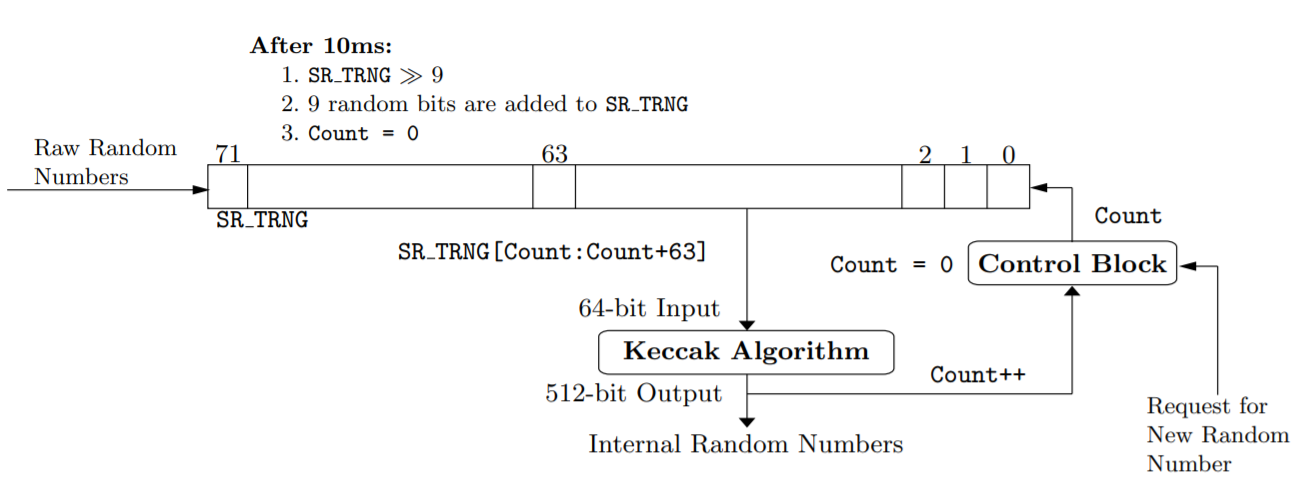 After 10ms:
1. SR_TRNG ≫ 9
2. 9 random bits are added to SR_TRNG
3. Count = 0
Raw Random
Numbers
71
63
2
1
0
SR_TRNG
SR_TRNG[Count:Count+63]
Count
Count = 0
Control Block
64-bit Input
Keccak Algorithm
Count++
512-bit Output
Internal Random Numbers
Request for
New Random
Number